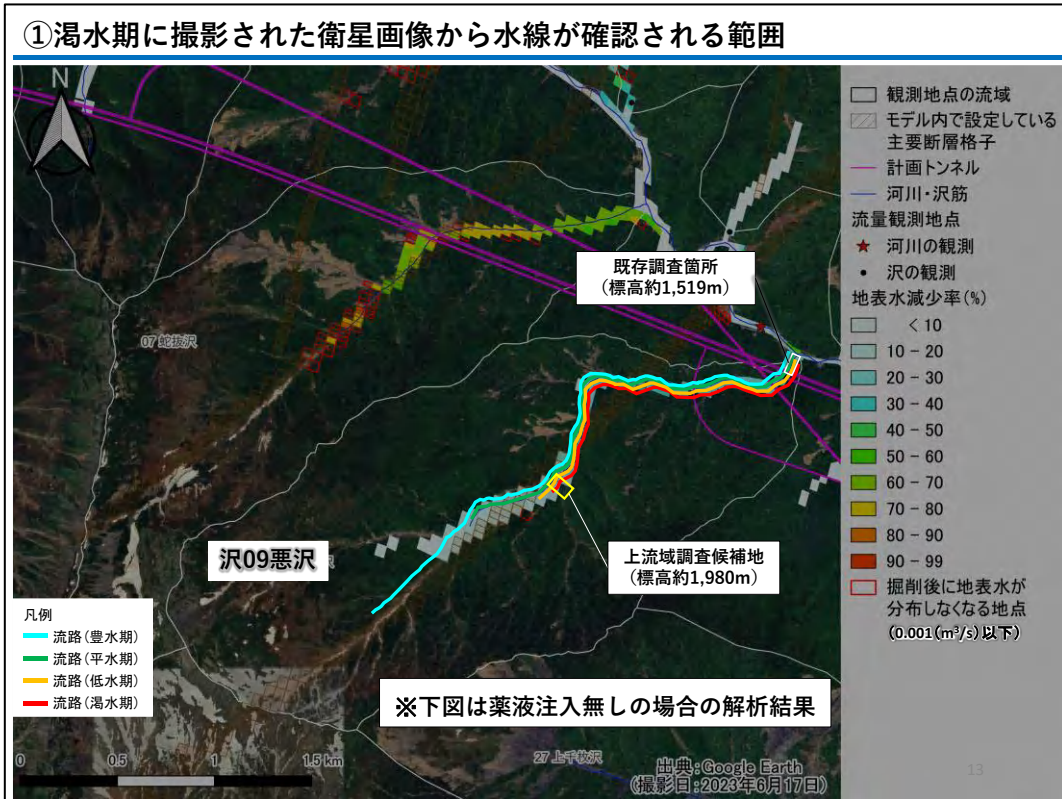 ①渇水期に撮影された衛星画像から水線が確認される範囲
N
観測地点の流域
モデル内で設定している
主要断層格子
計画トンネル
河川・沢筋
流量観測地点
★ 河川の観測
• 沢の観測
地表水減少率(%)
< 10
10 − 20
20 − 30
30 − 40
40 − 50
50 − 60
60 − 70
70 − 80
80 − 90
90 − 99
掘削後に地表水が
分布しなくなる地点
(0.001(m³/s)以下)
既存調査箇所
(標高約1,519m)
07 蛇抜沢
沢09悪沢
上流域調査候補地
(標高約1,980m)
凡例
流路(豊水期)
流路(平水期)
流路(低水期)
流路(渇水期)
※下図は薬液注入無しの場合の解析結果
27 上千枚沢
出典:Google Earth
(撮影日:2023年6月17日)
0 0.5 1 1.5 km
13